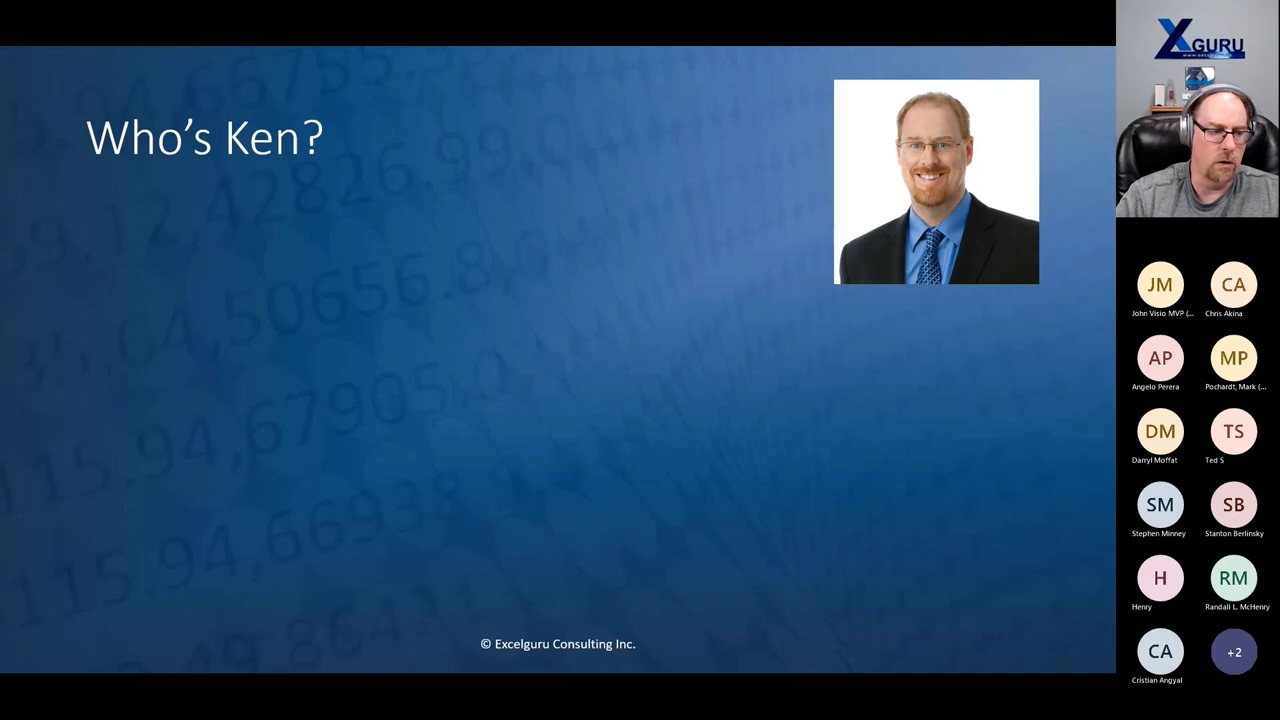 Who's Ken?
© Excelguru Consulting Inc.
XGURU
JM
CA
John Visio MVP (...
Chris Akina
AP
MP
Angelo Perera
Pochardt, Mark (...
DM
TS
Darryl Moffat
Ted S
SM
SB
Stephen Minney
Stanton Berlinsky
H
RM
Henry
Randall L. McHenry
CA
+2
Cristian Angyal